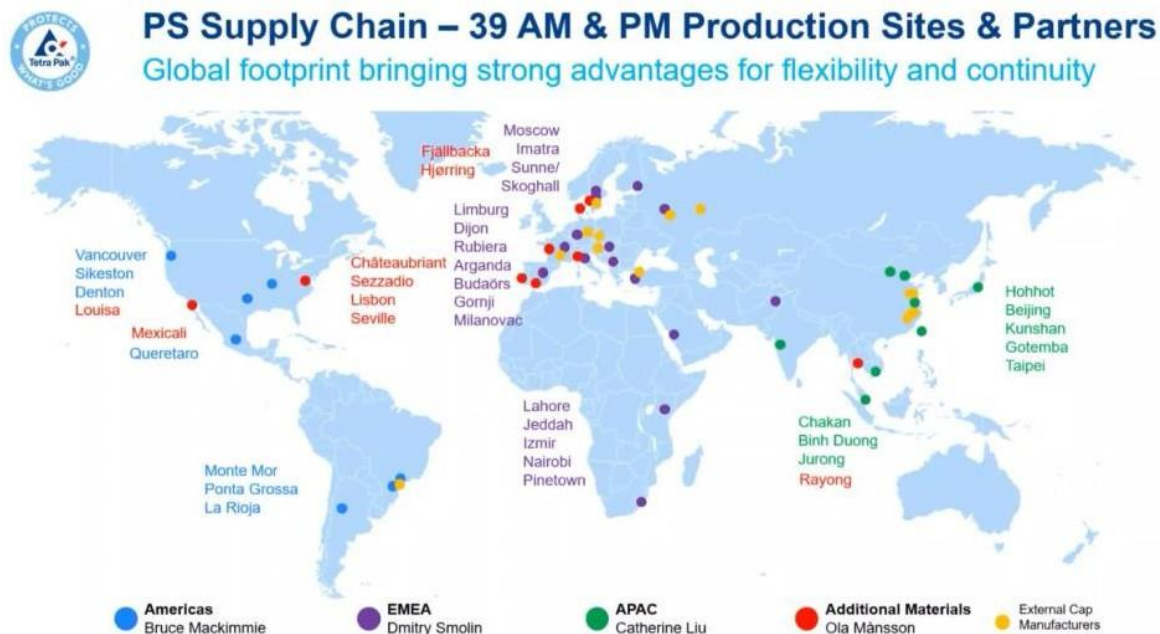 PROTECTS
Tetra Pak®
WHAT'S GOOD
PS Supply Chain – 39 AM & PM Production Sites & Partners
Global footprint bringing strong advantages for flexibility and continuity
Vancouver
Sikeston
Denton
Louisa
Mexicali
Queretaro
Monte Mor
Ponta Grossa
La Rioja
Fjällbacka
Hjørring
Châteaubriant
Sezzadio
Lisbon
Seville
Moscow
Imatra
Sunne/
Skoghall
Limburg
Dijon
Rubiera
Arganda
Budaörs
Gornji
Milanovac
Lahore
Jeddah
Izmir
Nairobi
Pinetown
Hohhot
Beijing
Kunshan
Gotemba
Taipei
Chakan
Binh Duong
Jurong
Rayong
Americas
Bruce Mackimmie
EMEA
Dmitry Smolin
APAC
Catherine Liu
Additional Materials
Ola Månsson
External Cap
Manufacturers